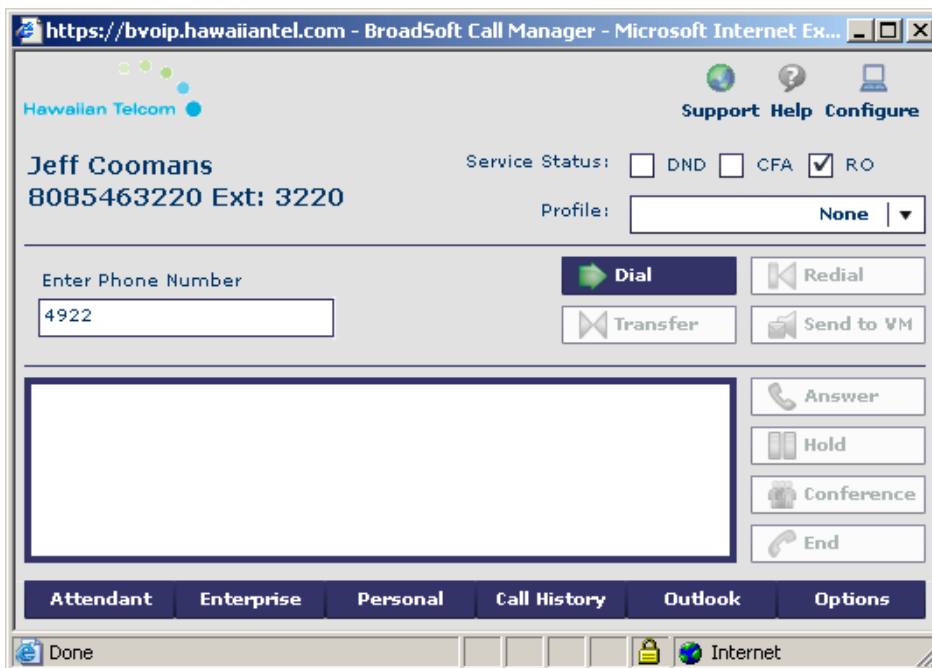 https://bvoip.hawaiiantel.com - BroadSoft Call Manager - Microsoft Internet Ex...
Hawaiian Telcom
Support Help Configure
Jeff Coomans
8085463220 Ext: 3220
Service Status: DND CFA RO
Profile: None
Enter Phone Number
4922
Dial
Redial
Transfer
Send to VM
Answer
Hold
Conference
End
Attendant Enterprise Personal Call History Outlook Options
Done
Internet